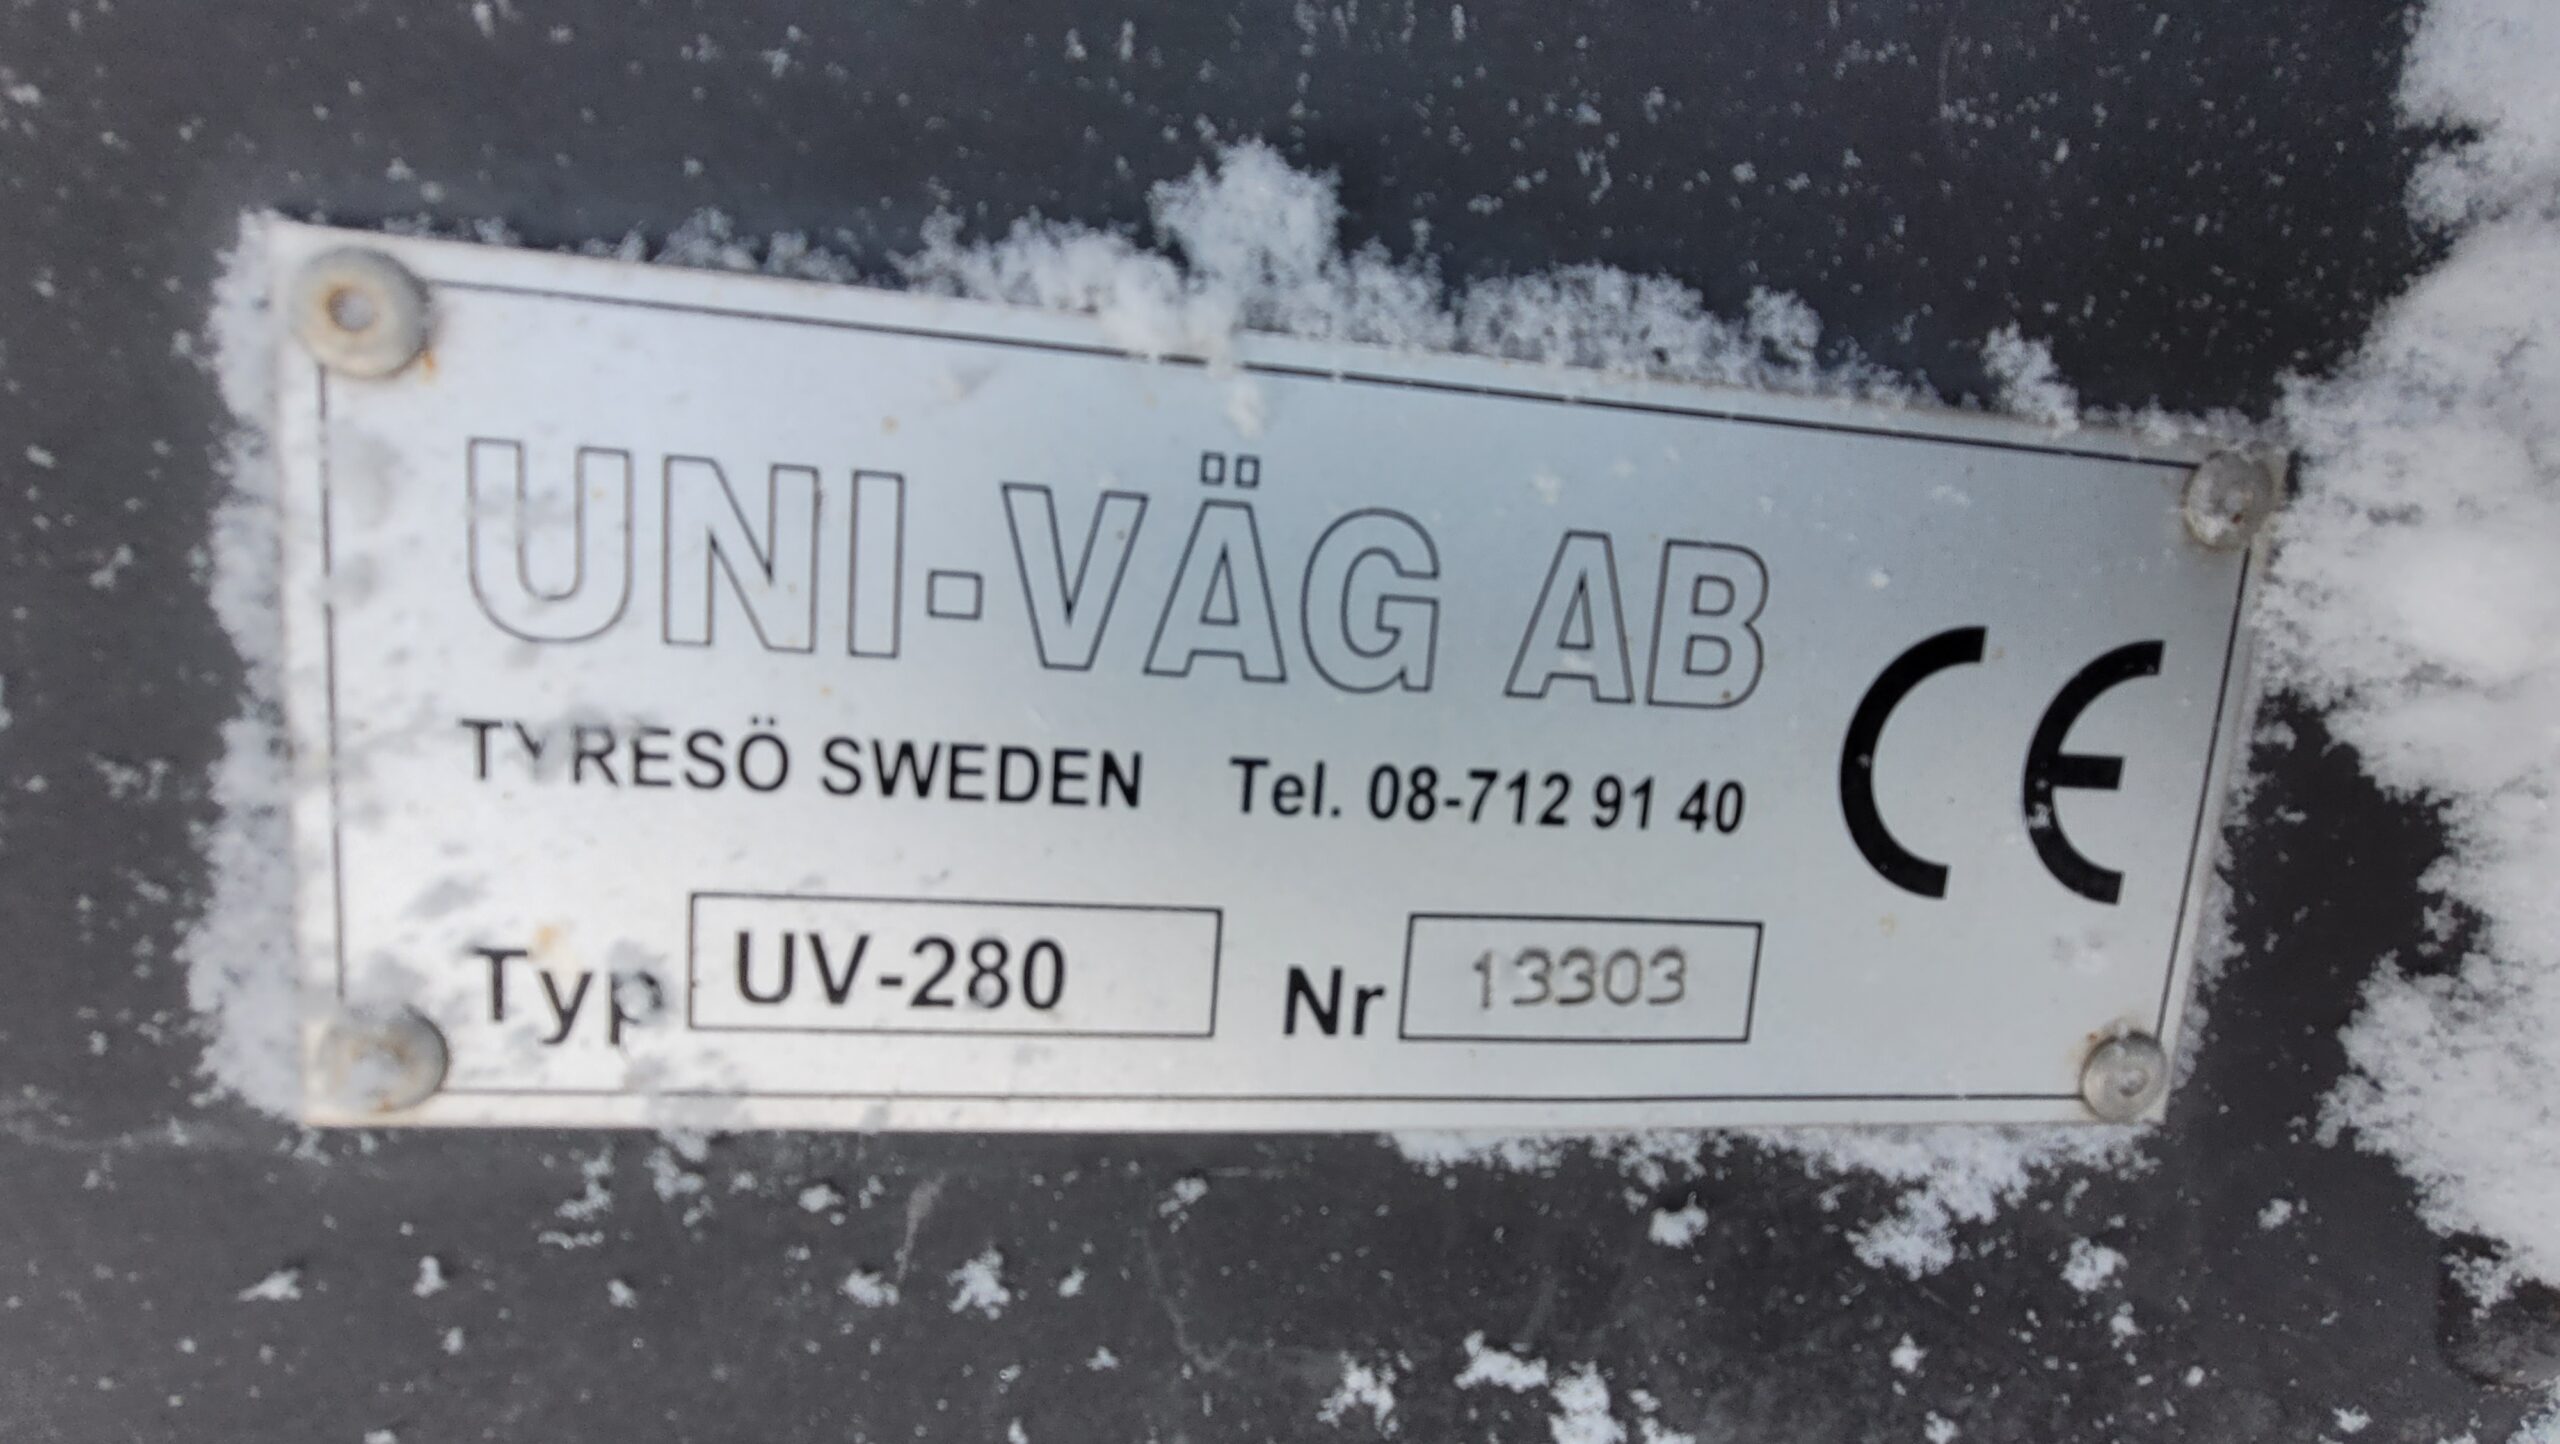 UNI-VÄG AB
TYRESÖ SWEDEN Tel. 08-712 91 40 CE
Typ UV-280 Nr 13303